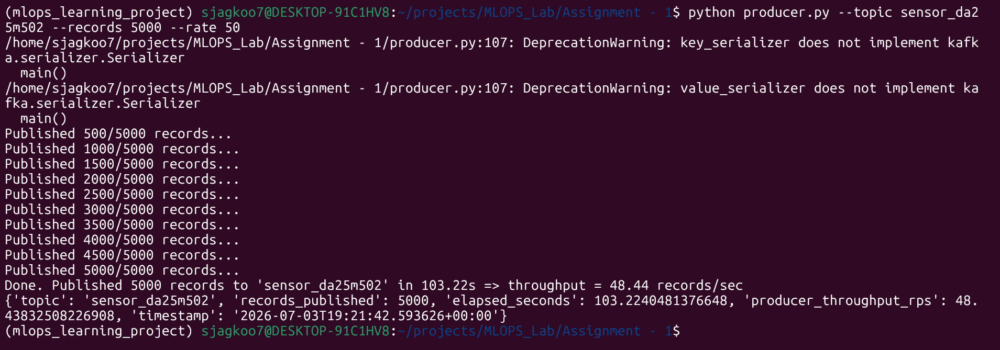 (mlops_learning_project) sjagkoo7@DESKTOP-91C1HV8:~/projects/MLOPS_Lab/Assignment - 1$ python producer.py --topic sensor_da2
5m502 --records 5000 --rate 50
/home/sjagkoo7/projects/MLOPS_Lab/Assignment - 1/producer.py:107: DeprecationWarning: key_serializer does not implement kafk
a.serializer.Serializer
  main()
/home/sjagkoo7/projects/MLOPS_Lab/Assignment - 1/producer.py:107: DeprecationWarning: value_serializer does not implement ka
fka.serializer.Serializer
  main()
Published 500/5000 records...
Published 1000/5000 records...
Published 1500/5000 records...
Published 2000/5000 records...
Published 2500/5000 records...
Published 3000/5000 records...
Published 3500/5000 records...
Published 4000/5000 records...
Published 4500/5000 records...
Published 5000/5000 records...
Done. Published 5000 records to 'sensor_da25m502' in 103.22s => throughput = 48.44 records/sec
{'topic': 'sensor_da25m502', 'records_published': 5000, 'elapsed_seconds': 103.2240481376648, 'producer_throughput_rps': 48.
43832508226908, 'timestamp': '2026-07-03T19:21:42.593626+00:00'}
(mlops_learning_project) sjagkoo7@DESKTOP-91C1HV8:~/projects/MLOPS_Lab/Assignment - 1$